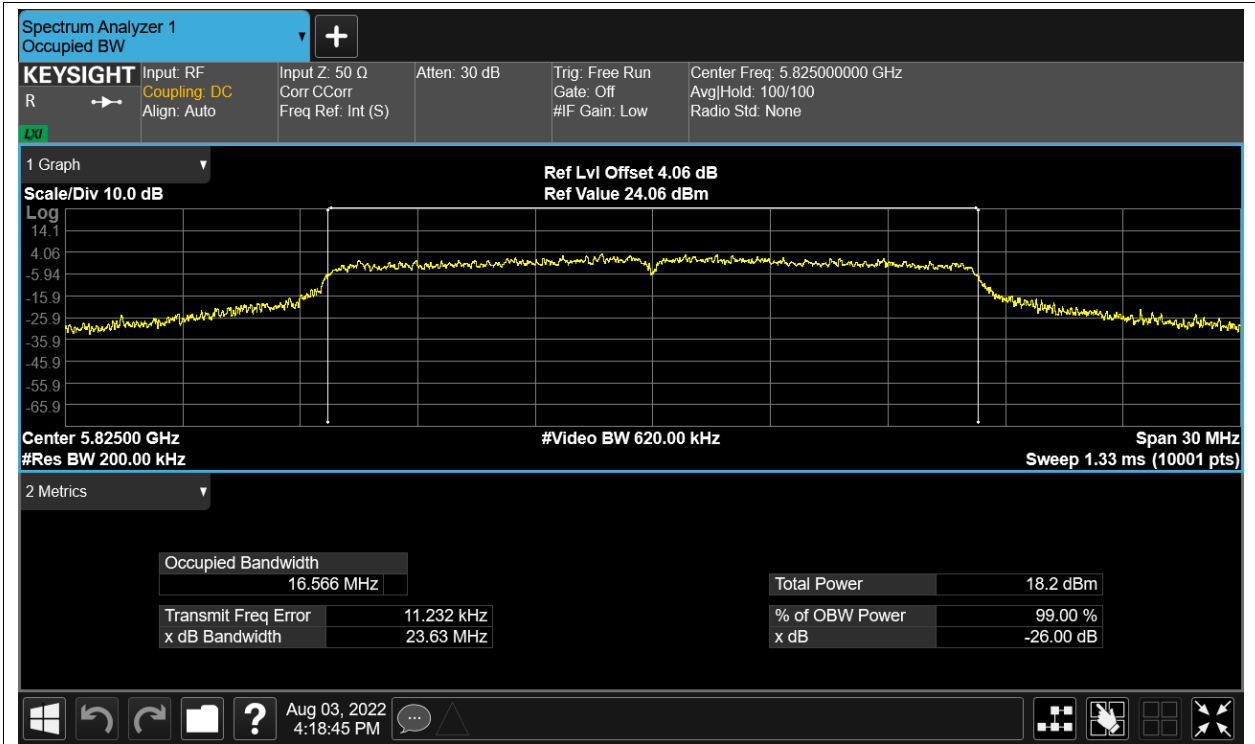 Spectrum Analyzer 1
Occupied BW
KEYSIGHT
R
LXI
Input: RF
Coupling: DC
Align: Auto
Input Z: 50 Ω
Corr CCorr
Freq Ref: Int (S)
Atten: 30 dB
Trig: Free Run
Gate: Off
#IF Gain: Low
Center Freq: 5.825000000 GHz
Avg|Hold: 100/100
Radio Std: None
1 Graph
Scale/Div 10.0 dB
Ref Lvl Offset 4.06 dB
Ref Value 24.06 dBm
Log
14.1
4.06
-5.94
-15.9
-25.9
-35.9
-45.9
-55.9
-65.9
Center 5.82500 GHz
#Video BW 620.00 kHz
Span 30 MHz
#Res BW 200.00 kHz
Sweep 1.33 ms (10001 pts)
2 Metrics
Occupied Bandwidth
16.566 MHz
Transmit Freq Error 11.232 kHz
x dB Bandwidth 23.63 MHz
Total Power 18.2 dBm
% of OBW Power 99.00 %
x dB -26.00 dB
?
Aug 03, 2022
4:18:45 PM